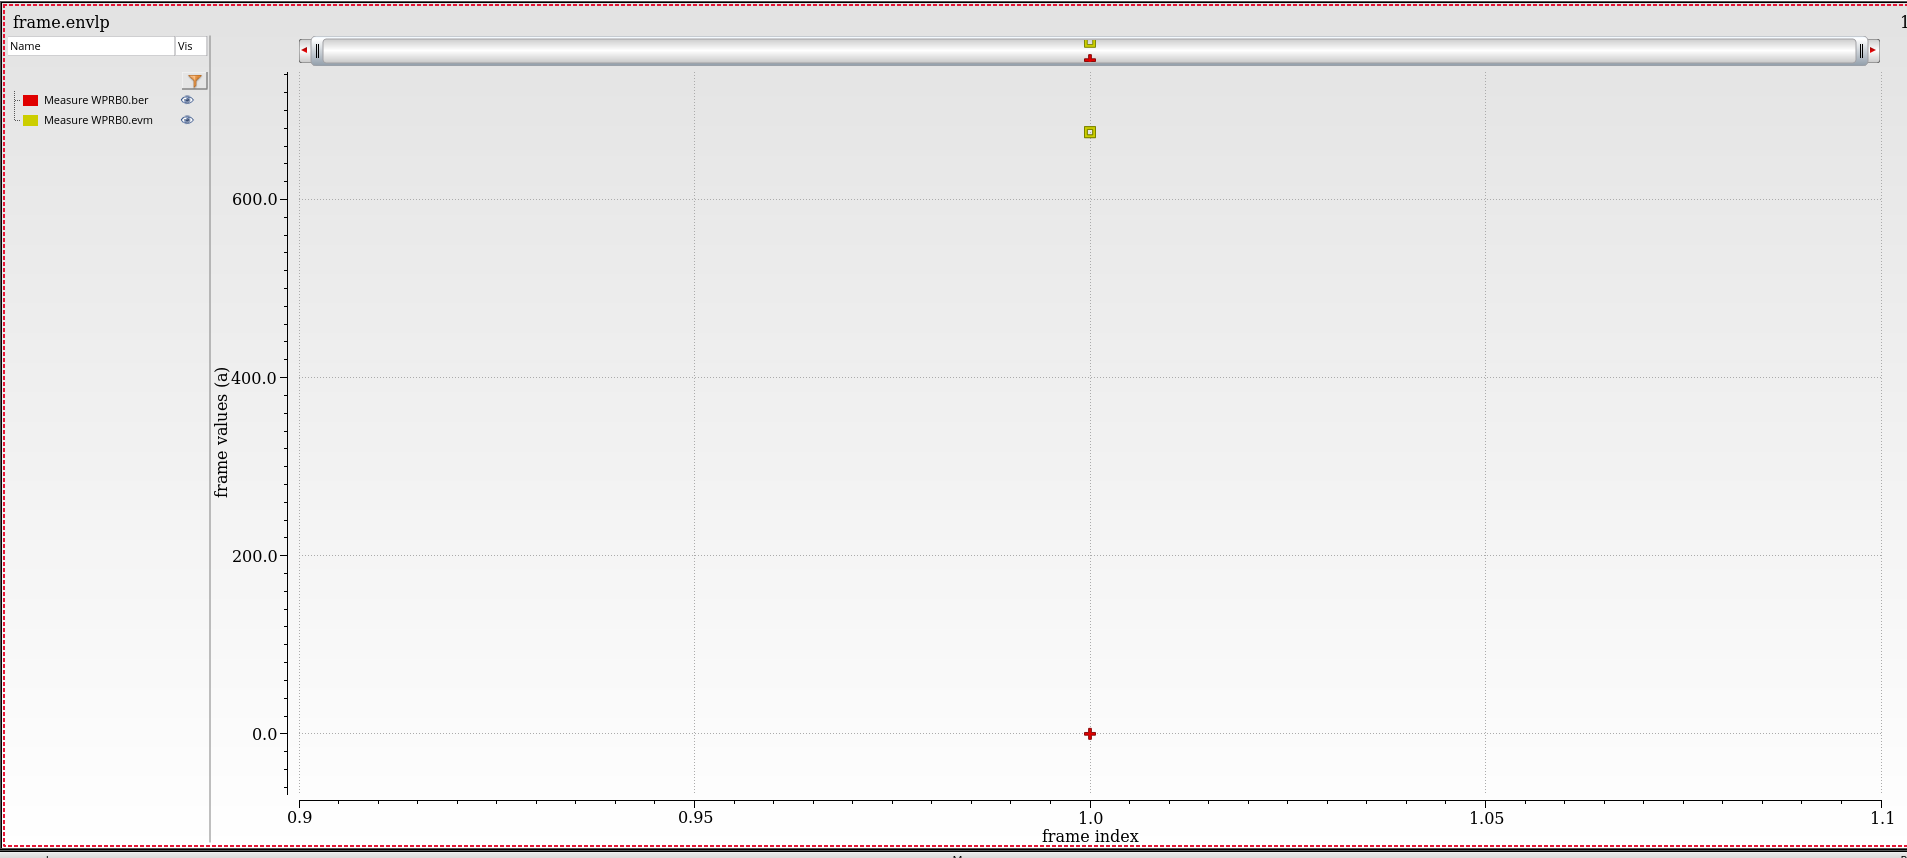 frame.envlp
1
Name Vis
Measure WPRB0.ber
Measure WPRB0.evm
600.0
400.0
200.0
0.0
frame values (a)
0.9 0.95 1.0 1.05 1.1
frame index